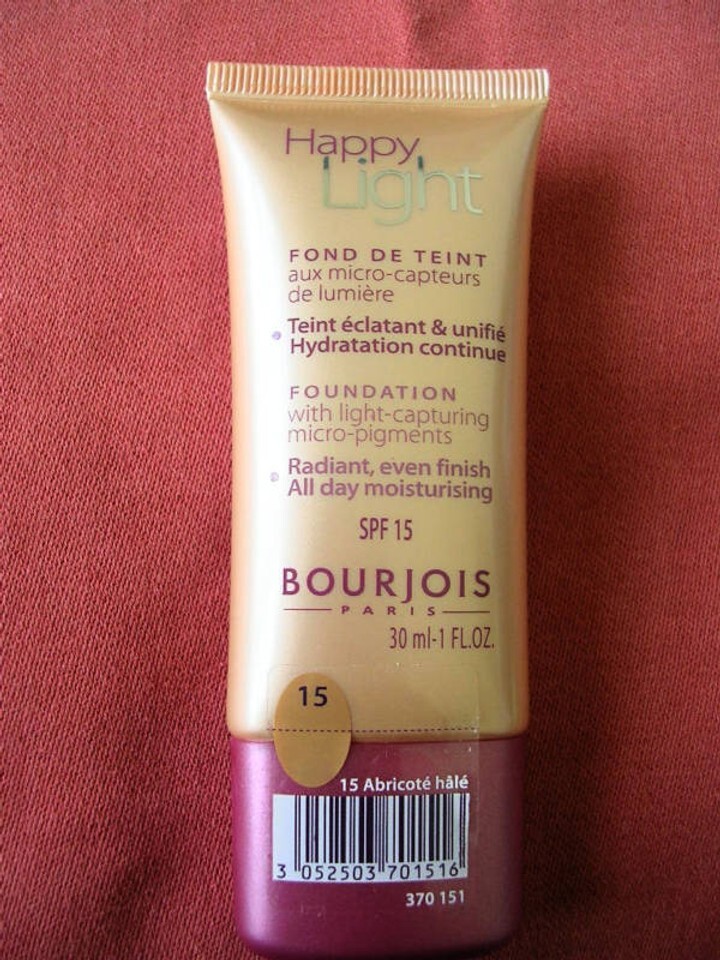 Happy
Light
FOND DE TEINT
aux micro-capteurs
de lumière
Teint éclatant & unifié
Hydratation continue
FOUNDATION
with light-capturing
micro-pigments
Radiant, even finish
All day moisturising
SPF 15
BOURJOIS
PARIS
30 ml-1 FL.OZ.
15
15 Abricoté hâlé
3 052503 701516
370 151